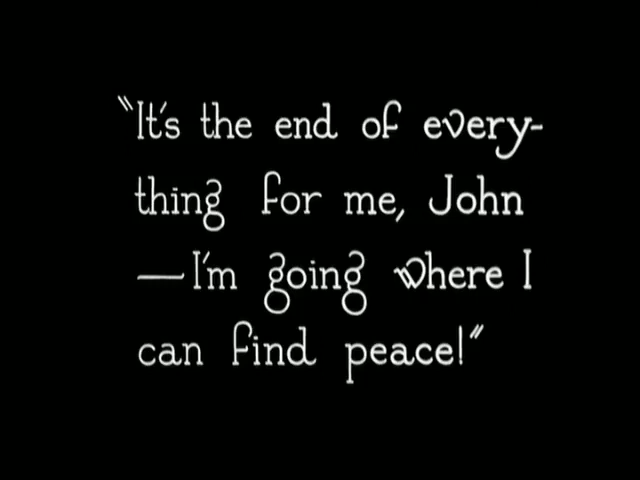 "It's the end of every-
thing for me, John
—I'm going where I
can find peace!"